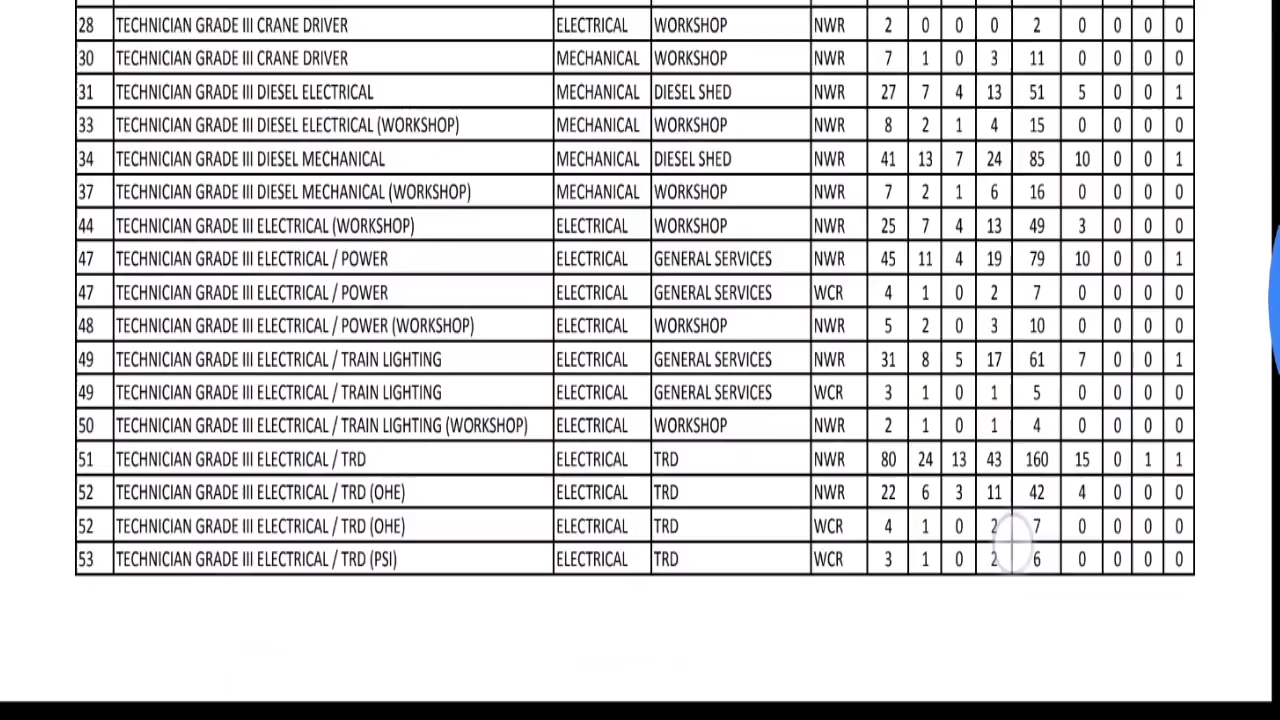 28 TECHNICIAN GRADE III CRANE DRIVER ELECTRICAL WORKSHOP NWR 2 0 0 0 2 0 0 0 0
30 TECHNICIAN GRADE III CRANE DRIVER MECHANICAL WORKSHOP NWR 7 1 0 3 11 0 0 0 0
31 TECHNICIAN GRADE III DIESEL ELECTRICAL MECHANICAL DIESEL SHED NWR 27 7 4 13 51 5 0 0 1
33 TECHNICIAN GRADE III DIESEL ELECTRICAL (WORKSHOP) MECHANICAL WORKSHOP NWR 8 2 1 4 15 0 0 0 0
34 TECHNICIAN GRADE III DIESEL MECHANICAL MECHANICAL DIESEL SHED NWR 41 13 7 24 85 10 0 0 1
37 TECHNICIAN GRADE III DIESEL MECHANICAL (WORKSHOP) MECHANICAL WORKSHOP NWR 7 2 1 6 16 0 0 0 0
44 TECHNICIAN GRADE III ELECTRICAL (WORKSHOP) ELECTRICAL WORKSHOP NWR 25 7 4 13 49 3 0 0 0
47 TECHNICIAN GRADE III ELECTRICAL / POWER ELECTRICAL GENERAL SERVICES NWR 45 11 4 19 79 10 0 0 1
47 TECHNICIAN GRADE III ELECTRICAL / POWER ELECTRICAL GENERAL SERVICES WCR 4 1 0 2 7 0 0 0 0
48 TECHNICIAN GRADE III ELECTRICAL / POWER (WORKSHOP) ELECTRICAL WORKSHOP NWR 5 2 0 3 10 0 0 0 0
49 TECHNICIAN GRADE III ELECTRICAL / TRAIN LIGHTING ELECTRICAL GENERAL SERVICES NWR 31 8 5 17 61 7 0 0 1
49 TECHNICIAN GRADE III ELECTRICAL / TRAIN LIGHTING ELECTRICAL GENERAL SERVICES WCR 3 1 0 1 5 0 0 0 0
50 TECHNICIAN GRADE III ELECTRICAL / TRAIN LIGHTING (WORKSHOP) ELECTRICAL WORKSHOP NWR 2 1 0 1 4 0 0 0 0
51 TECHNICIAN GRADE III ELECTRICAL / TRD ELECTRICAL TRD NWR 80 24 13 43 160 15 0 1 1
52 TECHNICIAN GRADE III ELECTRICAL / TRD (OHE) ELECTRICAL TRD NWR 22 6 3 11 42 4 0 0 0
52 TECHNICIAN GRADE III ELECTRICAL / TRD (OHE) ELECTRICAL TRD WCR 4 1 0 2 7 0 0 0 0
53 TECHNICIAN GRADE III ELECTRICAL / TRD (PSI) ELECTRICAL TRD WCR 3 1 0 2 6 0 0 0 0